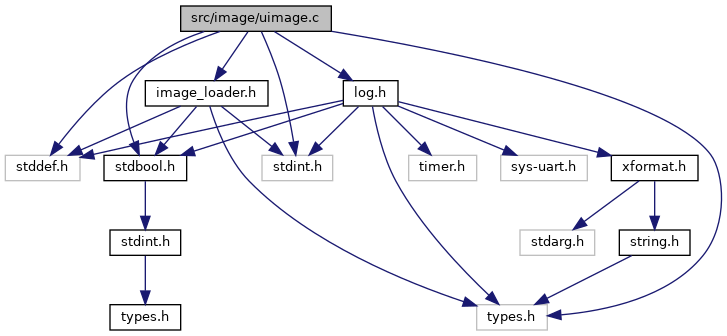 src/image/uimage.c
image_loader.h
log.h
stddef.h
stdbool.h
stdint.h
timer.h
sys-uart.h
xformat.h
stdint.h
stdarg.h
string.h
types.h
types.h